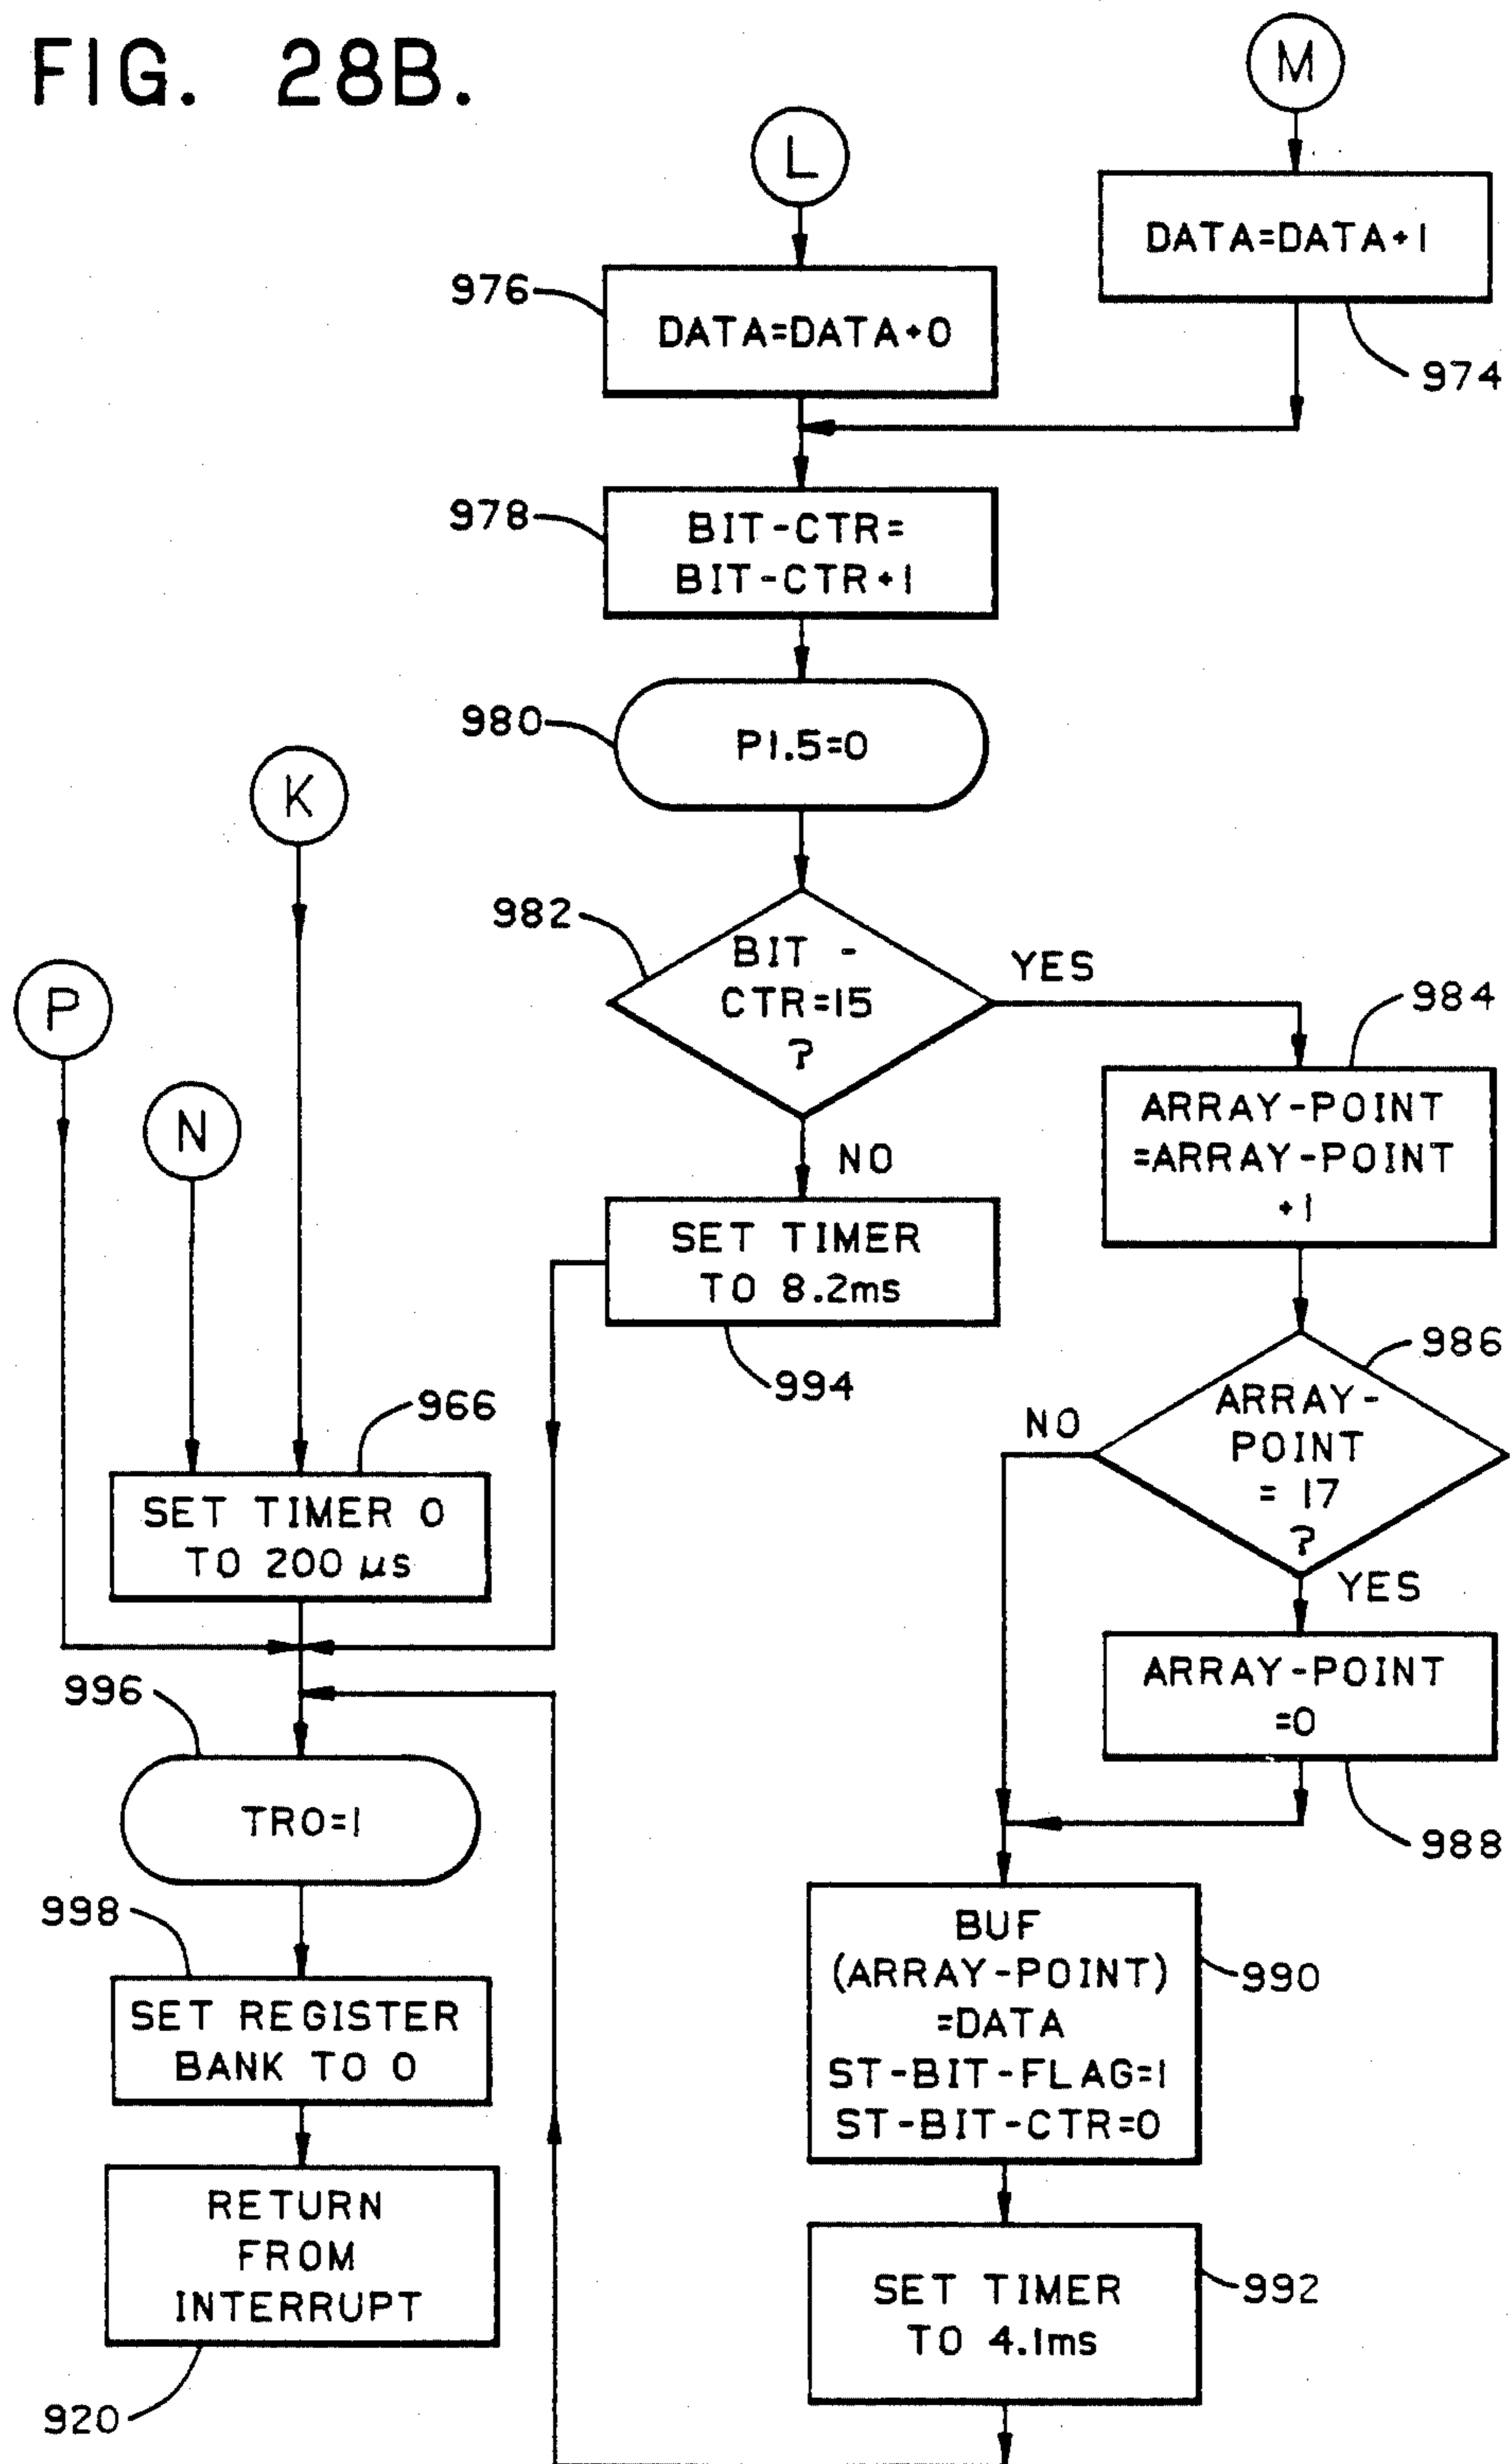 FIG. 28B.
M
L
DATA=DATA+1
974
976
DATA=DATA+0
978
BIT-CTR=
BIT-CTR+1
980
P1.5=0
K
982
BIT -
CTR=15
?
YES
NO
P
N
984
ARRAY-POINT
=ARRAY-POINT
+1
SET TIMER
TO 8.2ms
994
986
ARRAY-
POINT
= 17
?
NO
YES
966
SET TIMER 0
TO 200 µs
ARRAY-POINT
=0
988
996
TR0=1
998
SET REGISTER
BANK TO 0
BUF
(ARRAY-POINT)
=DATA
ST-BIT-FLAG=1
ST-BIT-CTR=0
990
RETURN
FROM
INTERRUPT
920
SET TIMER
TO 4.1ms
992